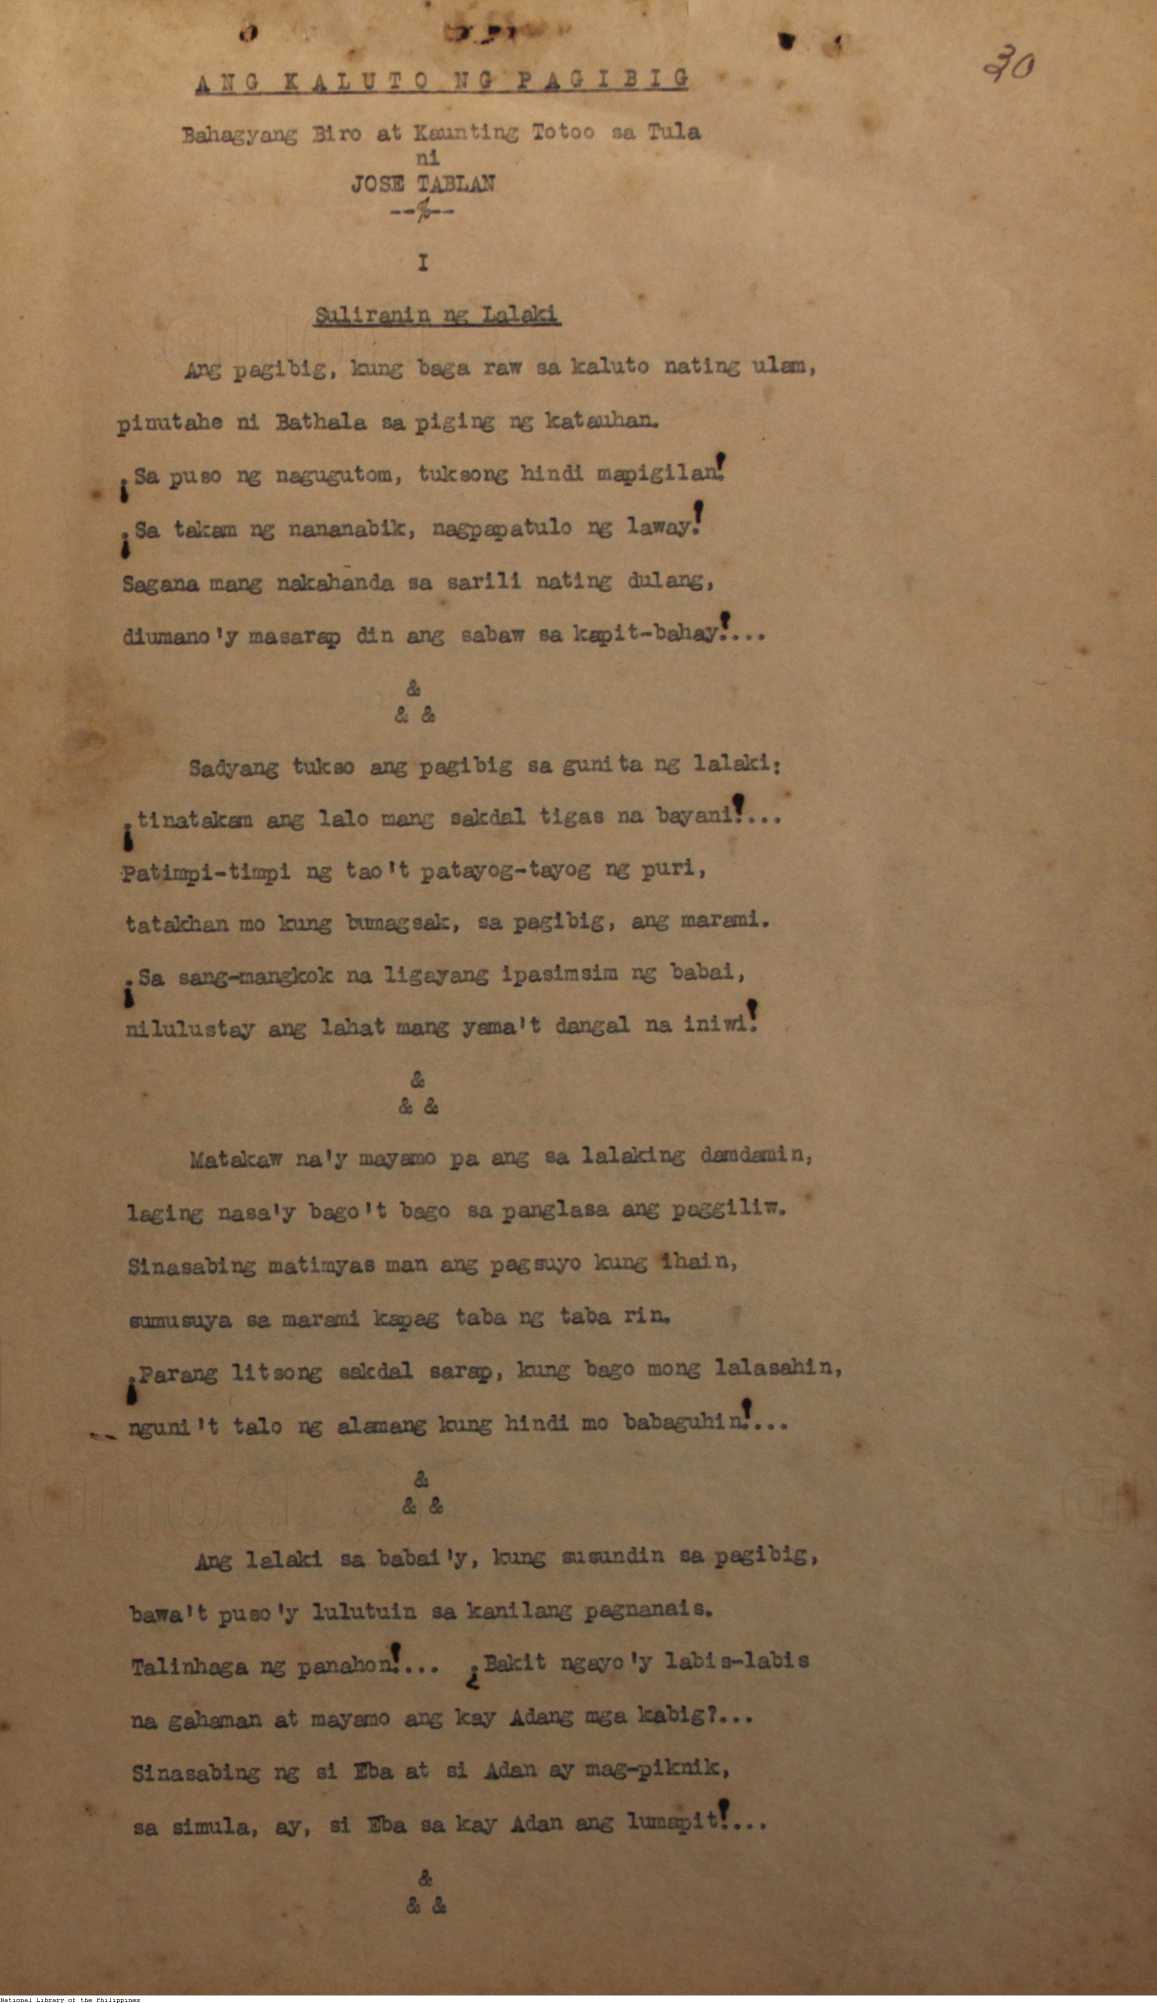 30
ANG KALUTO NG PAGIBIG
Bahagyang Biro at Kaunting Totoo sa Tula
ni
JOSE TABLAN
--%--
I
Suliranin ng Lalaki
Ang pagibig, kung baga raw sa kaluto nating ulam,
pinutahe ni Bathala sa piging ng katauhan.
¡Sa puso ng nagugutom, tuksong hindi mapigilan!
¡Sa takam ng nananabik, nagpapatulo ng laway!
Sagana mang nakahanda sa sarili nating dulang,
diumano'y masarap din ang sabaw sa kapit-bahay!...
&
& &
Sadyang tukso ang pagibig sa gunita ng lalaki:
¡tinatakam ang lalo mang sakdal tigas na bayani!...
Patimpi-timpi ng tao't patayog-tayog ng puri,
tatakhan mo kung bumagsak, sa pagibig, ang marami.
¡Sa sang-mangkok na ligayang ipasimsim ng babai,
nilulustay ang lahat mang yama't dangal na iniwi!
&
& &
Matakaw na'y mayamo pa ang sa lalaking damdamin,
laging nasa'y bago't bago sa panglasa ang paggiliw.
Sinasabing matimyas man ang pagsuyo kung ihain,
sumusuya sa marami kapag taba ng taba rin.
¡Parang litsong sakdal sarap, kung bago mong lalasahin,
nguni't talo ng alamang kung hindi mo babaguhin!...
&
& &
Ang lalaki sa babai'y, kung susundin sa pagibig,
bawa't puso'y lulutuin sa kanilang pagnanais.
Talinhaga ng panahon!... ¿Bakit ngayo'y labis-labis
na gahaman at mayamo ang kay Adang mga kabig?...
Sinasabing ng si Eba at si Adan ay mag-piknik,
sa simula, ay, si Eba sa kay Adan ang lumapit!...
&
& &
National Library of the Philippines